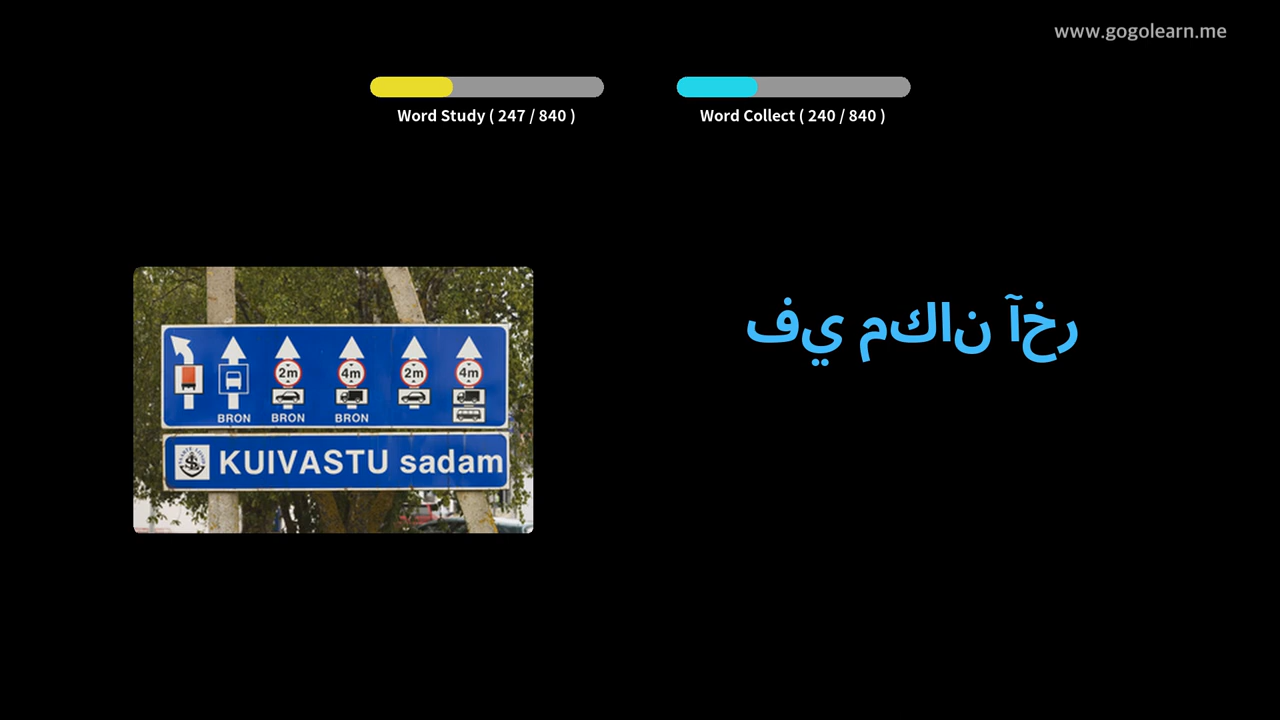 www.gogolearn.me
Word Study ( 247 / 840 )
Word Collect ( 240 / 840 )
في مكان آخر
2m 4m 2m 4m
BRON BRON BRON
KUIVASTU sadam